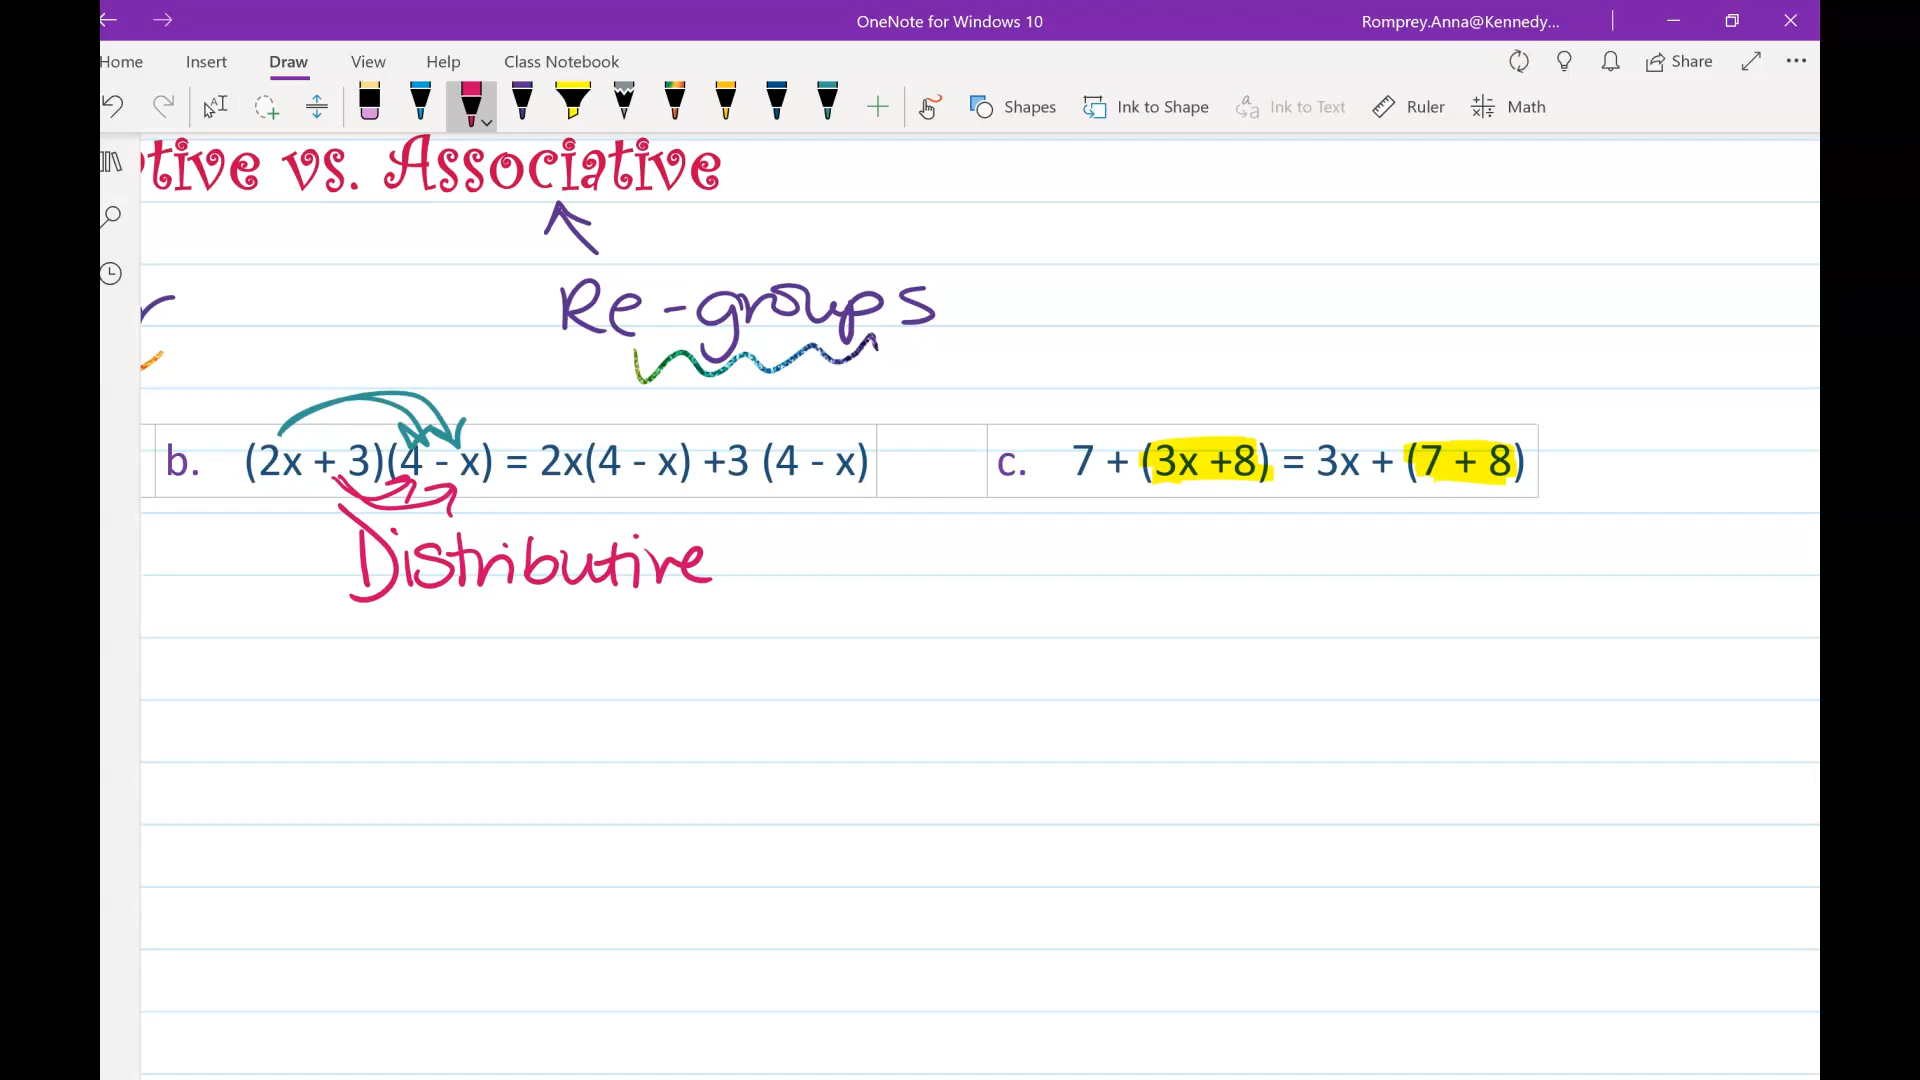 OneNote for Windows 10
Romprey.Anna@Kennedy...
Home Insert Draw View Help Class Notebook Share
Shapes Ink to Shape Ink to Text Ruler Math
tive vs. Associative
r
Re-groups
b. (2x + 3)(4 - x) = 2x(4 - x) +3 (4 - x)
c. 7 + (3x +8) = 3x + (7 + 8)
Distributive